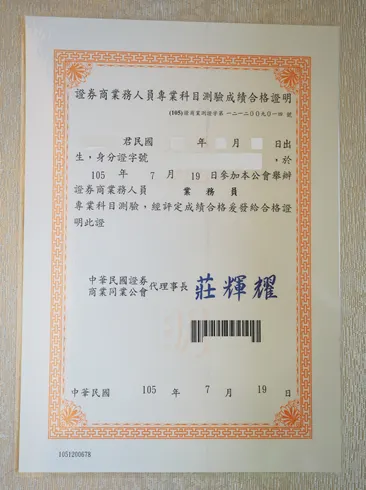 證券商業務人員專業科目測驗成績合格證明
(105)證商業測證字第 一二一二００九０一四 號
君民國 年 月 日出
生，身分證字號 ，於
105 年 7 月 19 日參加本公會舉辦
證券商業務人員 業務員
專業科目測驗，經評定成績合格爰發給合格證
明此證
中華民國證券
商業同業公會 代理事長 莊輝耀
中華民國 105 年 7 月 19 日
1051200678